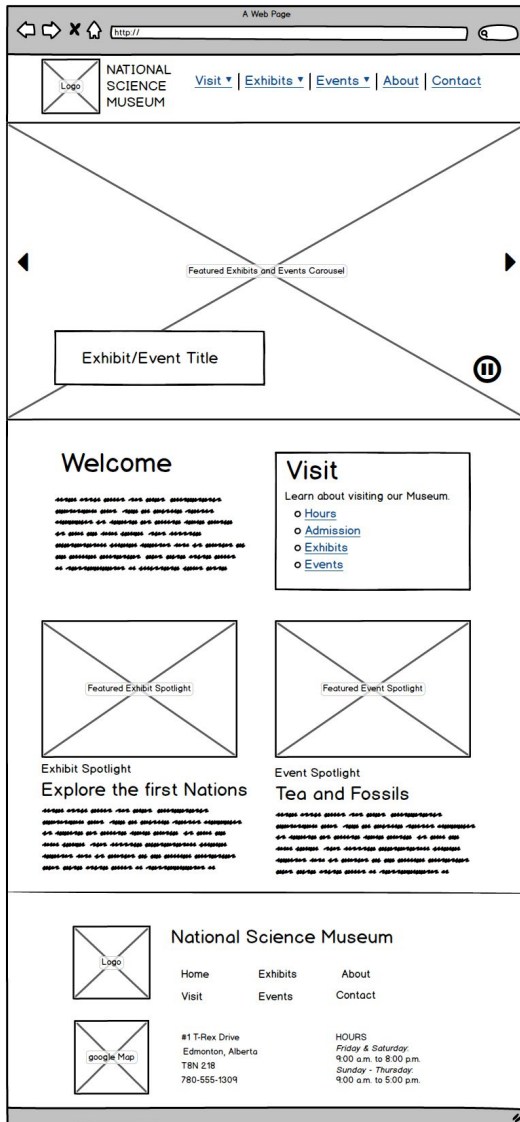 A Web Page
http://
Logo
NATIONAL
SCIENCE
MUSEUM
Visit ▼ | Exhibits ▼ | Events ▼ | About | Contact
Featured Exhibits and Events Carousel
Exhibit/Event Title
Welcome
Visit
Learn about visiting our Museum.
Hours
Admission
Exhibits
Events
Featured Exhibit Spotlight
Exhibit Spotlight
Explore the first Nations
Featured Event Spotlight
Event Spotlight
Tea and Fossils
Logo
National Science Museum
Home Exhibits About
Visit Events Contact
google Map
#1 T-Rex Drive
Edmonton, Alberta
T8N 218
780-555-1309
HOURS
Friday & Saturday:
9:00 a.m. to 8:00 p.m.
Sunday - Thursday:
9:00 a.m. to 5:00 p.m.